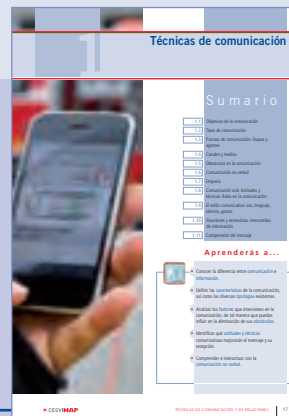 1
Técnicas de comunicación
Sumario
1.1. Objetivos de la comunicación
1.2. Tipos de comunicación
1.3. Proceso de comunicación. Etapas y
agentes
1.4. Canales y medios
1.5. Obstáculos en la comunicación
1.6. Comunicación no verbal
1.7. Empatía
1.8. Comunicación oral. Actitudes y
técnicas. Roles en la comunicación
1.9. El estilo comunicativo: voz, lenguaje,
silencio, gestos
1.10. Reuniones y entrevistas. Intercambio
de información
1.11. Comprensión del mensaje
Aprenderás a...
Conocer la diferencia entre comunicación e
información.
Definir las características de la comunicación,
así como las diversas tipologías existentes.
Analizar los factores que intervienen en la
comunicación, de tal manera que puedas
influir en la eliminación de sus obstáculos.
Identificar qué actitudes y técnicas
comunicativas mejorarán el mensaje y su
recepción.
Comprender e interactuar con la
comunicación no verbal.
CESVIMAP
TÉCNICAS DE COMUNICACIÓN Y DE RELACIONES 17